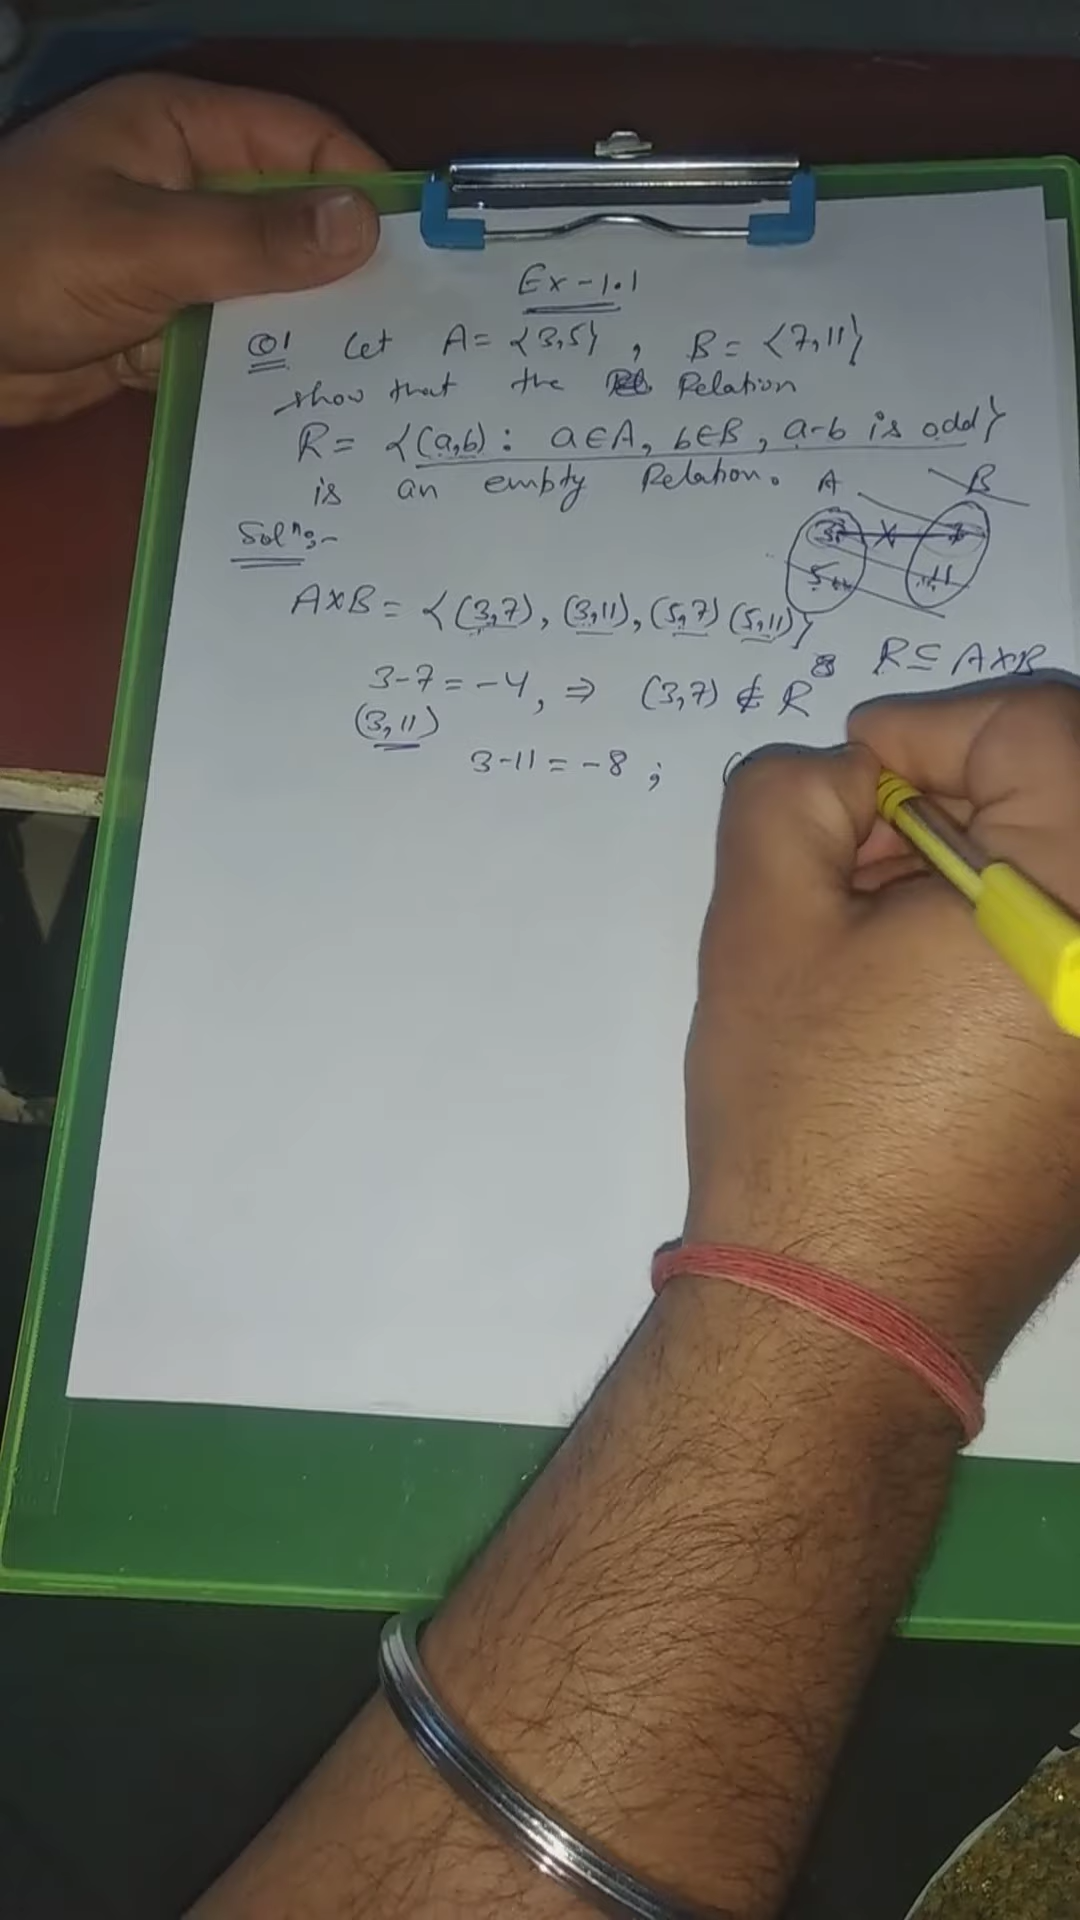 Ex-1.1
Q1 Let A = {3,5}, B = {7,11}
show that the Relation
R = {(a,b): a∈A, b∈B, a-b is odd}
is an empty Relation.
A B
3 7
5 11
Solⁿ:-
A×B = {(3,7), (3,11), (5,7) (5,11)}
R⊆A×B
3-7 = -4, ⇒ (3,7) ∉ R
(3,11)
3-11 = -8 ; (